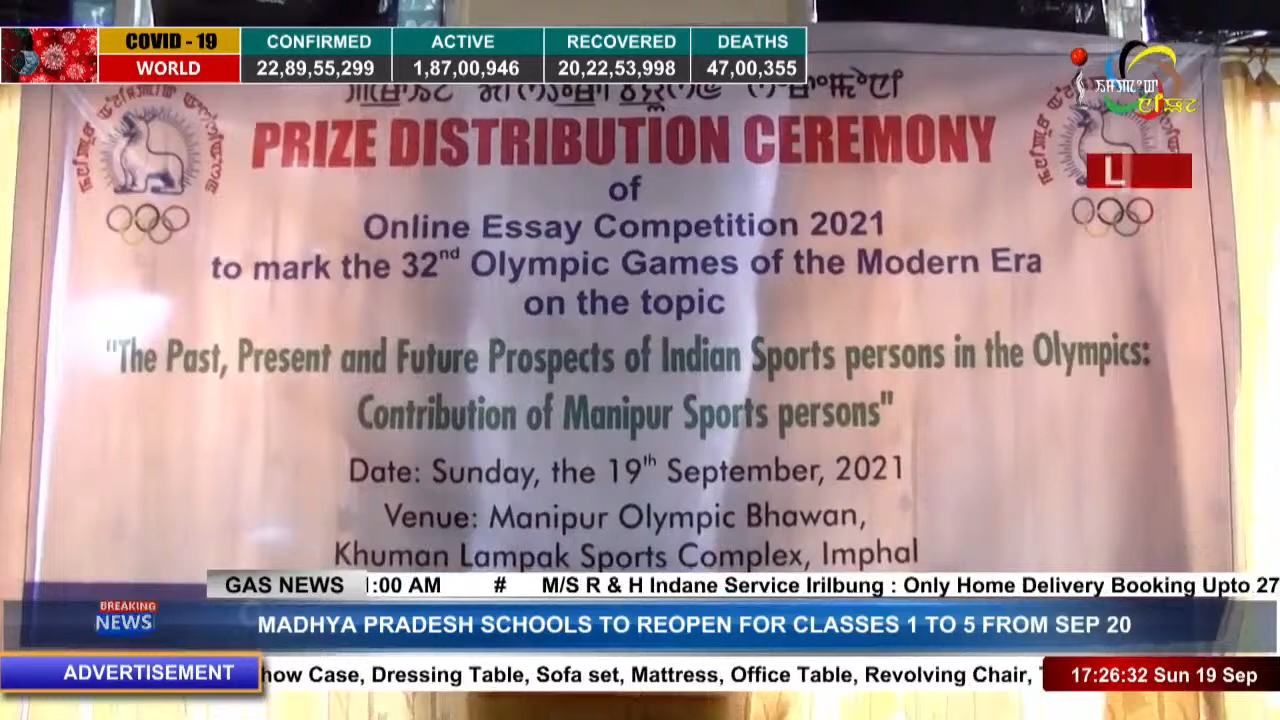 COVID - 19
WORLD
CONFIRMED
22,89,55,299
ACTIVE
1,87,00,946
RECOVERED
20,22,53,998
DEATHS
47,00,355
PRIZE DISTRIBUTION CEREMONY
of
Online Essay Competition 2021
to mark the 32nd Olympic Games of the Modern Era
on the topic
"The Past, Present and Future Prospects of Indian Sports persons in the Olympics:
Contribution of Manipur Sports persons"
Date: Sunday, the 19th September, 2021
Venue: Manipur Olympic Bhawan,
Khuman Lampak Sports Complex, Imphal
L
GAS NEWS :00 AM # M/S R & H Indane Service Irilbung : Only Home Delivery Booking Upto 27
BREAKING
NEWS
MADHYA PRADESH SCHOOLS TO REOPEN FOR CLASSES 1 TO 5 FROM SEP 20
ADVERTISEMENT how Case, Dressing Table, Sofa set, Mattress, Office Table, Revolving Chair,
17:26:32 Sun 19 Sep